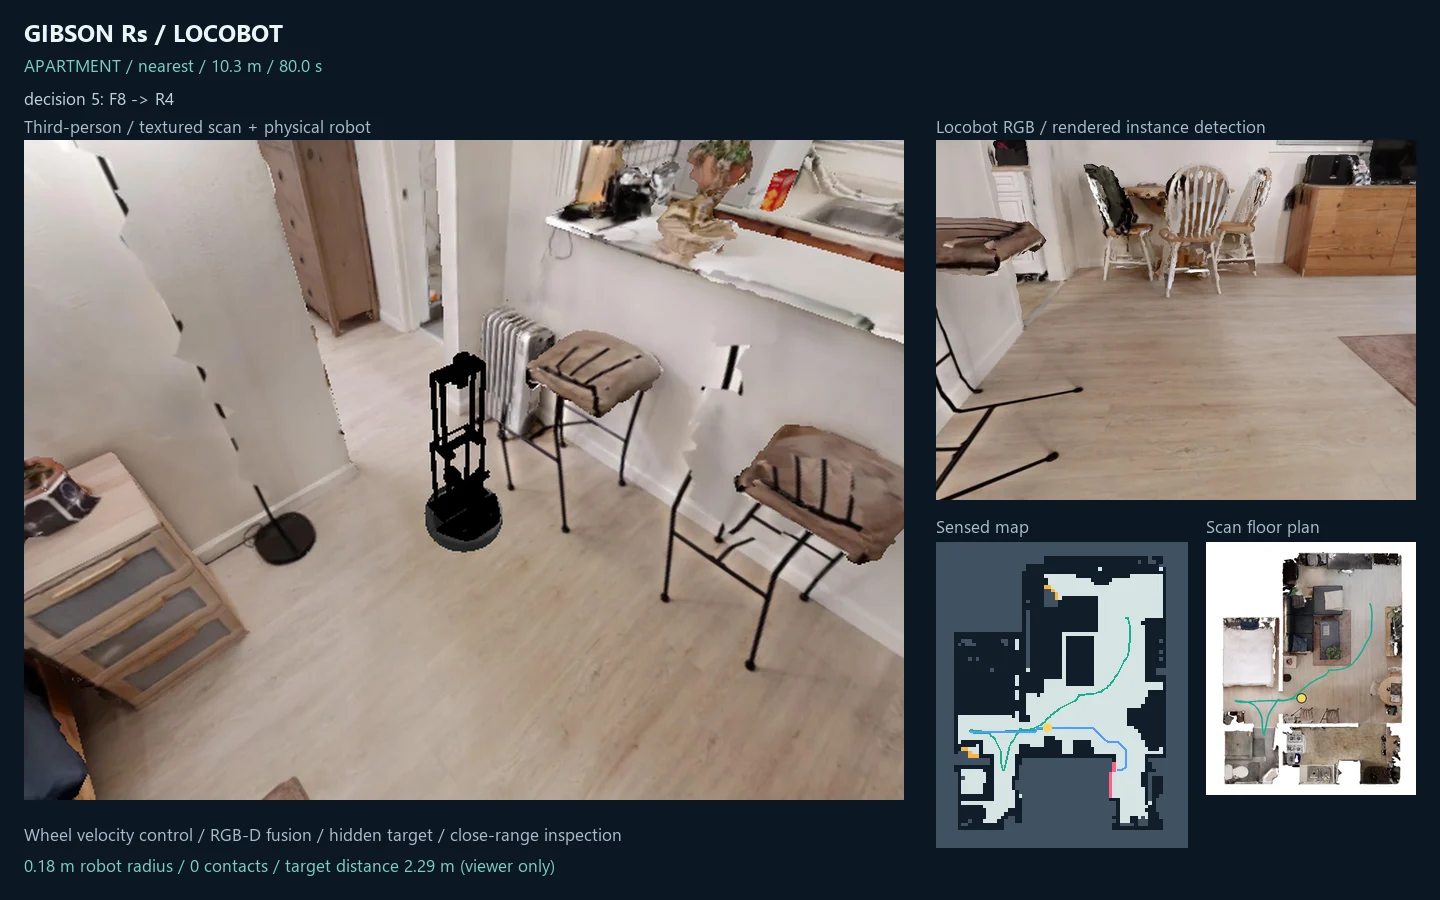 GIBSON Rs / LOCOBOT
APARTMENT / nearest / 10.3 m / 80.0 s
decision 5: F8 -> R4
Third-person / textured scan + physical robot
Locobot RGB / rendered instance detection
Sensed map
Scan floor plan
Wheel velocity control / RGB-D fusion / hidden target / close-range inspection
0.18 m robot radius / 0 contacts / target distance 2.29 m (viewer only)